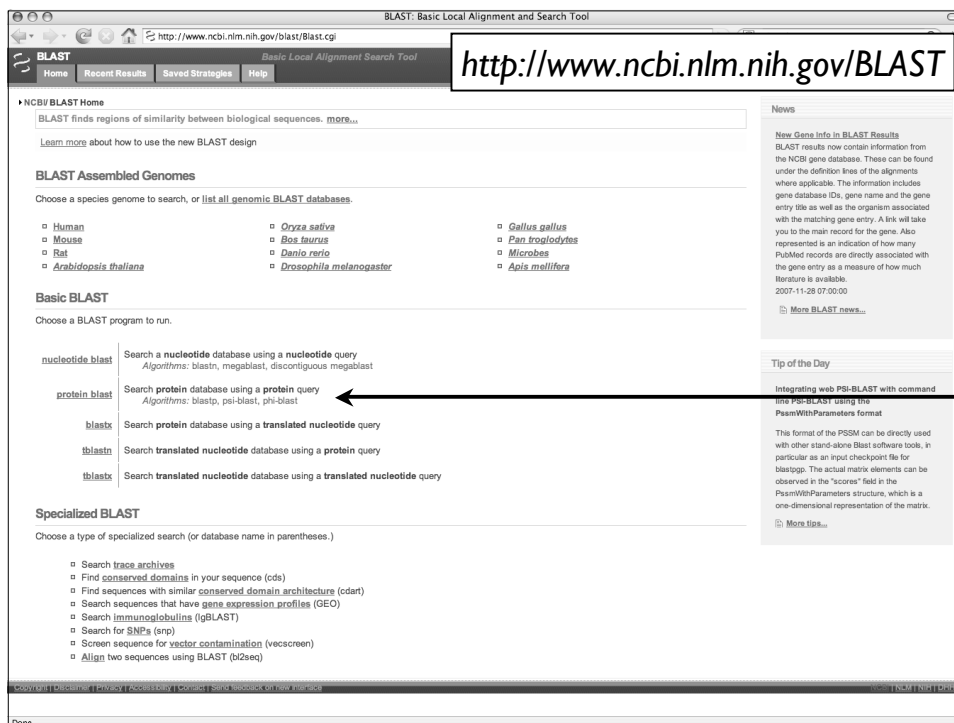 BLAST: Basic Local Alignment and Search Tool
http://www.ncbi.nlm.nih.gov/blast/Blast.cgi
http://www.ncbi.nlm.nih.gov/BLAST
BLAST
Basic Local Alignment Search Tool
Home Recent Results Saved Strategies Help
NCBI/ BLAST Home
BLAST finds regions of similarity between biological sequences. more...
Learn more about how to use the new BLAST design
BLAST Assembled Genomes
Choose a species genome to search, or list all genomic BLAST databases.
Human
Mouse
Rat
Arabidopsis thaliana
Oryza sativa
Bos taurus
Danio rerio
Drosophila melanogaster
Gallus gallus
Pan troglodytes
Microbes
Apis mellifera
Basic BLAST
Choose a BLAST program to run.
nucleotide blast Search a nucleotide database using a nucleotide query
Algorithms: blastn, megablast, discontiguous megablast
protein blast Search protein database using a protein query
Algorithms: blastp, psi-blast, phi-blast
blastx Search protein database using a translated nucleotide query
tblastn Search translated nucleotide database using a protein query
tblastx Search translated nucleotide database using a translated nucleotide query
Specialized BLAST
Choose a type of specialized search (or database name in parentheses.)
Search trace archives
Find conserved domains in your sequence (cds)
Find sequences with similar conserved domain architecture (cdart)
Search sequences that have gene expression profiles (GEO)
Search immunoglobulins (IgBLAST)
Search for SNPs (snp)
Screen sequence for vector contamination (vecscreen)
Align two sequences using BLAST (bl2seq)
News
New Gene Info in BLAST Results
BLAST results now contain information from
the NCBI gene database. These can be found
under the definition lines of the alignments
where applicable. The information includes
gene database IDs, gene name and the gene
entry title as well as the organism associated
with the matching gene entry. A link will take
you to the main record for the gene. Also
represented is an indication of how many
PubMed records are directly associated with
the gene entry as a measure of how much
literature is available.
2007-11-28 07:00:00
More BLAST news...
Tip of the Day
Integrating web PSI-BLAST with command
line PSI-BLAST using the
PssmWithParameters format
This format of the PSSM can be directly used
with other stand-alone Blast software tools, in
particular as an input checkpoint file for
blastpgp. The actual matrix elements can be
observed in the "scores" field in the
PssmWithParameters structure, which is a
one-dimensional representation of the matrix.
More tips...
Copyright | Disclaimer | Privacy | Accessibility | Contact | Send feedback on new interface
NCBI | NLM | NIH |
Done